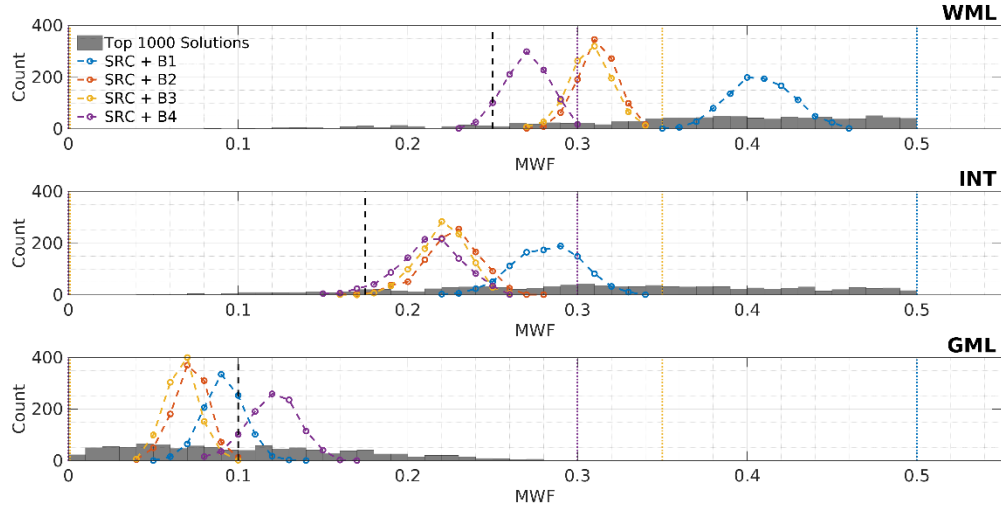 WML
400
200
0
Count
Top 1000 Solutions
SRC + B1
SRC + B2
SRC + B3
SRC + B4
0 0.1 0.2 0.3 0.4 0.5
MWF
INT
400
200
0
Count
0 0.1 0.2 0.3 0.4 0.5
MWF
GML
400
200
0
Count
0 0.1 0.2 0.3 0.4 0.5
MWF